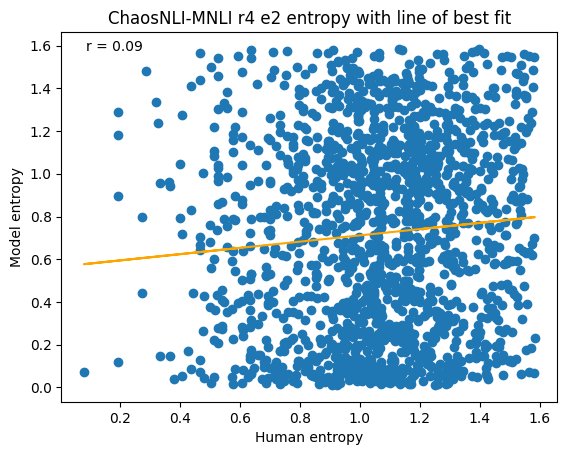 ChaosNLI-MNLI r4 e2 entropy with line of best fit
r = 0.09
Model entropy
1.6
1.4
1.2
1.0
0.8
0.6
0.4
0.2
0.0
0.2 0.4 0.6 0.8 1.0 1.2 1.4 1.6
Human entropy